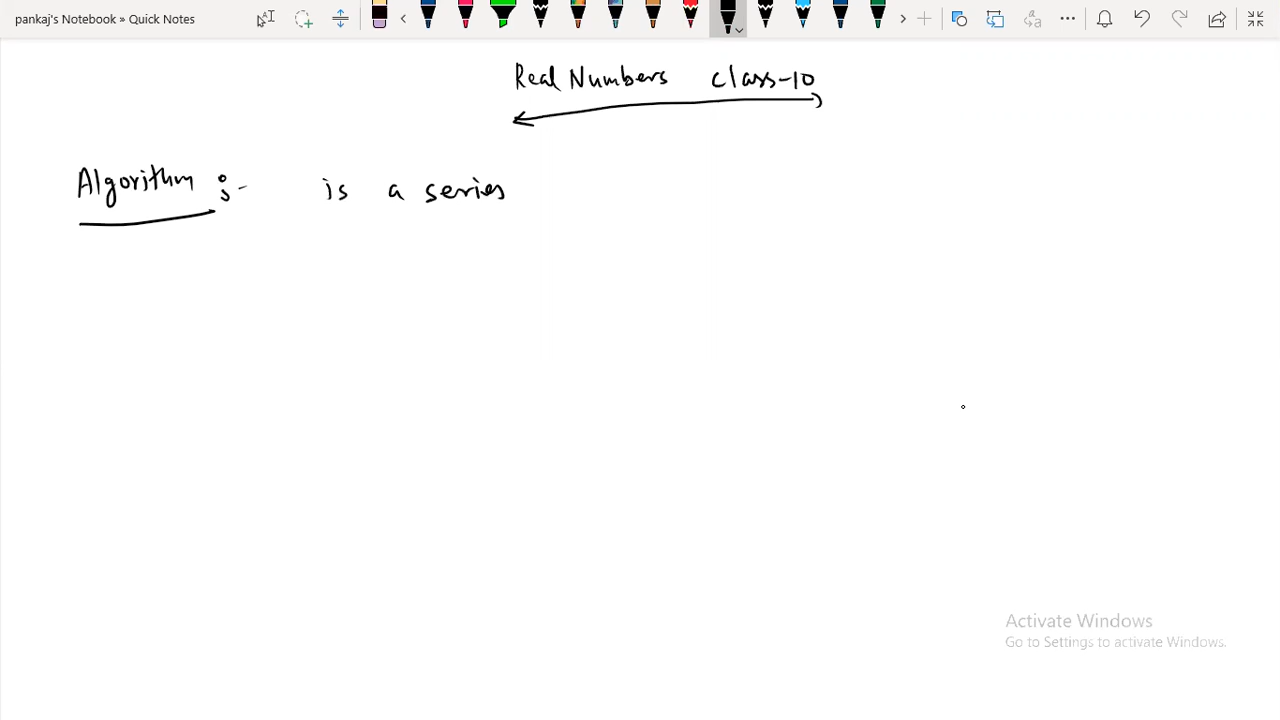 pankaj's Notebook » Quick Notes
Real Numbers class-10
Algorithm :- is a series
Activate Windows
Go to Settings to activate Windows.